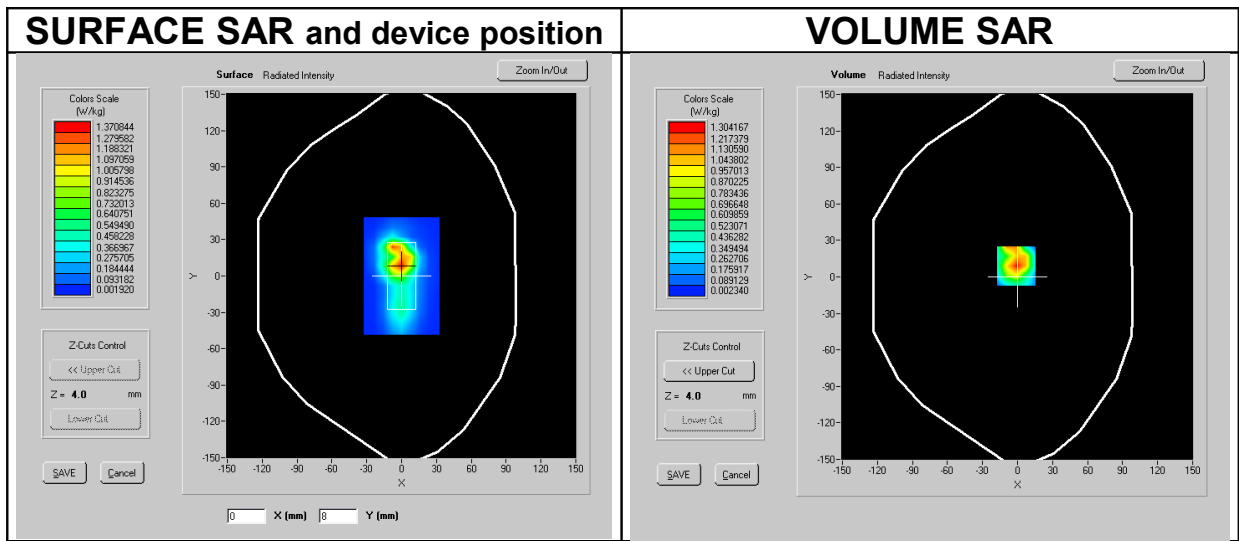 SURFACE SAR and device position
VOLUME SAR
Surface Radiated Intensity
Zoom In/Out
Colors Scale
(W/kg)
1.370844
1.279582
1.188321
1.097059
1.005798
0.914536
0.823275
0.732013
0.640751
0.549490
0.458228
0.366967
0.275705
0.184444
0.093182
0.001920
150
120
90
60
30
0
-30
-60
-90
-120
-150
Y
-150 -120 -90 -60 -30 0 30 60 90 120 150
X
Z-Cuts Control
<< Upper Cut
Z = 4.0 mm
Lower Cut
SAVE Cancel
0 X (mm) 8 Y (mm)
Volume Radiated Intensity
Zoom In/Out
Colors Scale
(W/kg)
1.304167
1.217379
1.130590
1.043802
0.957013
0.870225
0.783436
0.696648
0.609859
0.523071
0.436282
0.349494
0.262706
0.175917
0.089129
0.002340
150
120
90
60
30
0
-30
-60
-90
-120
-150
Y
-150 -120 -90 -60 -30 0 30 60 90 120 150
X
Z-Cuts Control
<< Upper Cut
Z = 4.0 mm
Lower Cut
SAVE Cancel